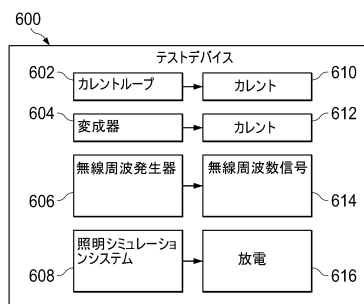 600
テストデバイス
602
カレントループ
カレント
610
604
変成器
カレント
612
無線周波発生器
無線周波数信号
606
614
照明シミュレーショ
ンシステム
放電
608
616